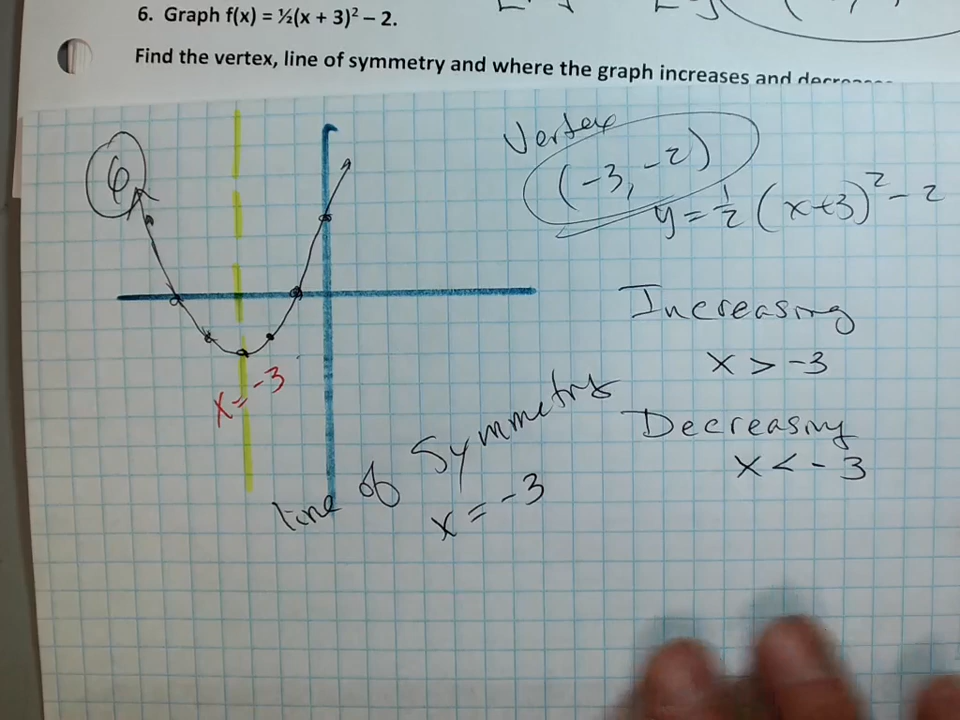 6. Graph f(x) = ½(x + 3)² – 2.
Find the vertex, line of symmetry and where the graph increases and
6
Vertex
(-3, -2)
y = 1/2 (x+3)² - 2
Increasing
x > -3
Decreasing
x < -3
x = -3
line of Symmetry
x = -3